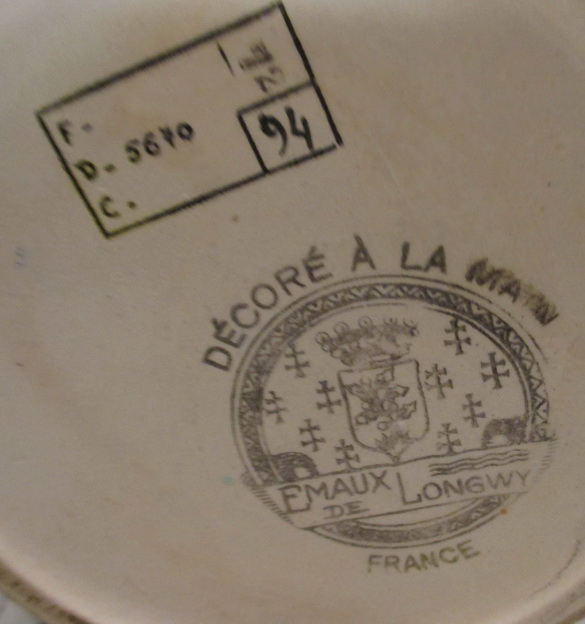 F-
D- 5670
C-
94
DÉCORÉ À LA MAIN
EMAUX
DE
LONGWY
FRANCE